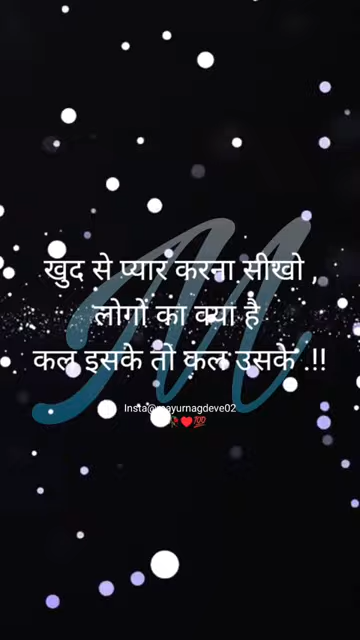 खुद से प्यार करना सीखो ,
लोगों का क्या है
कल इसके तो कल उसके .!!
Insta@mayurnagdeve02
🥀❤️💯